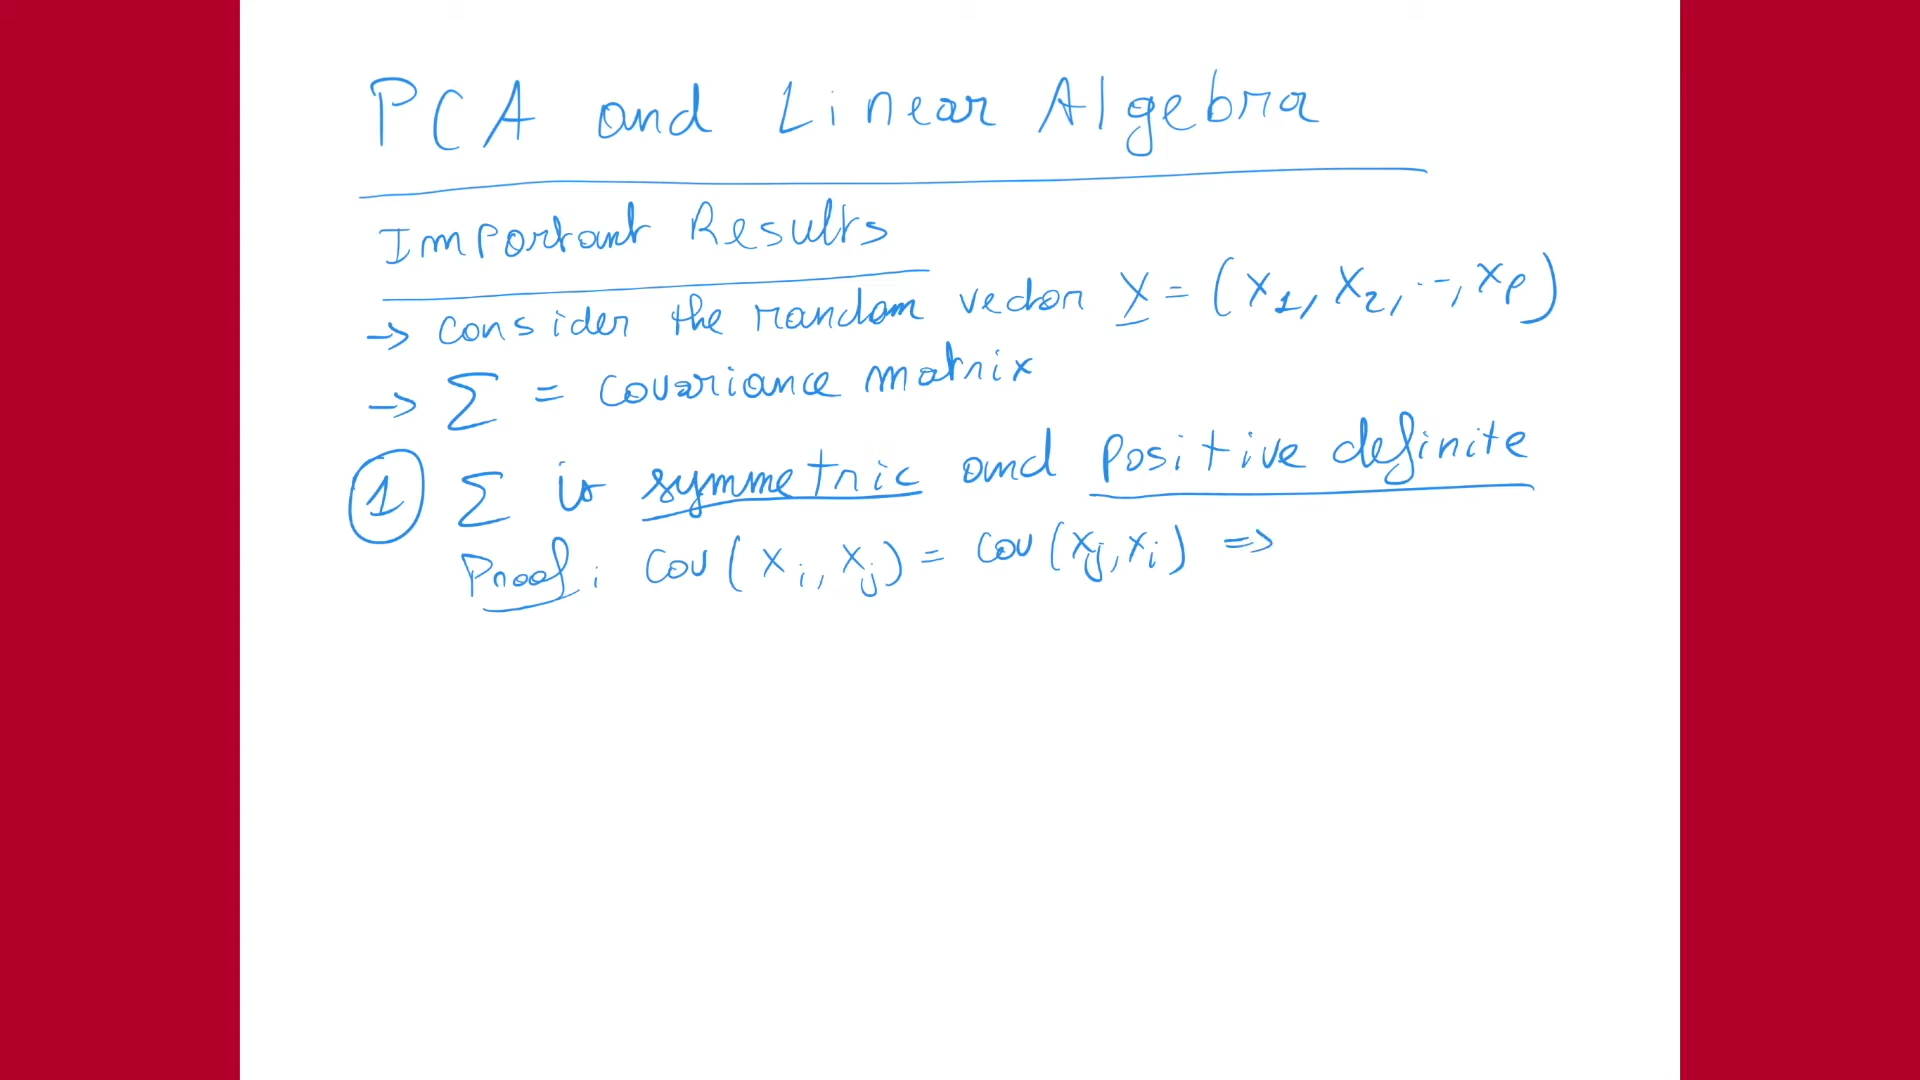 PCA and Linear Algebra
Important Results
→ consider the random vector X = (X1, X2, ..., Xp)
→ Σ = covariance matrix
① Σ is symmetric and positive definite
Proof: Cov(Xi, Xj) = Cov(Xj, Xi) =>